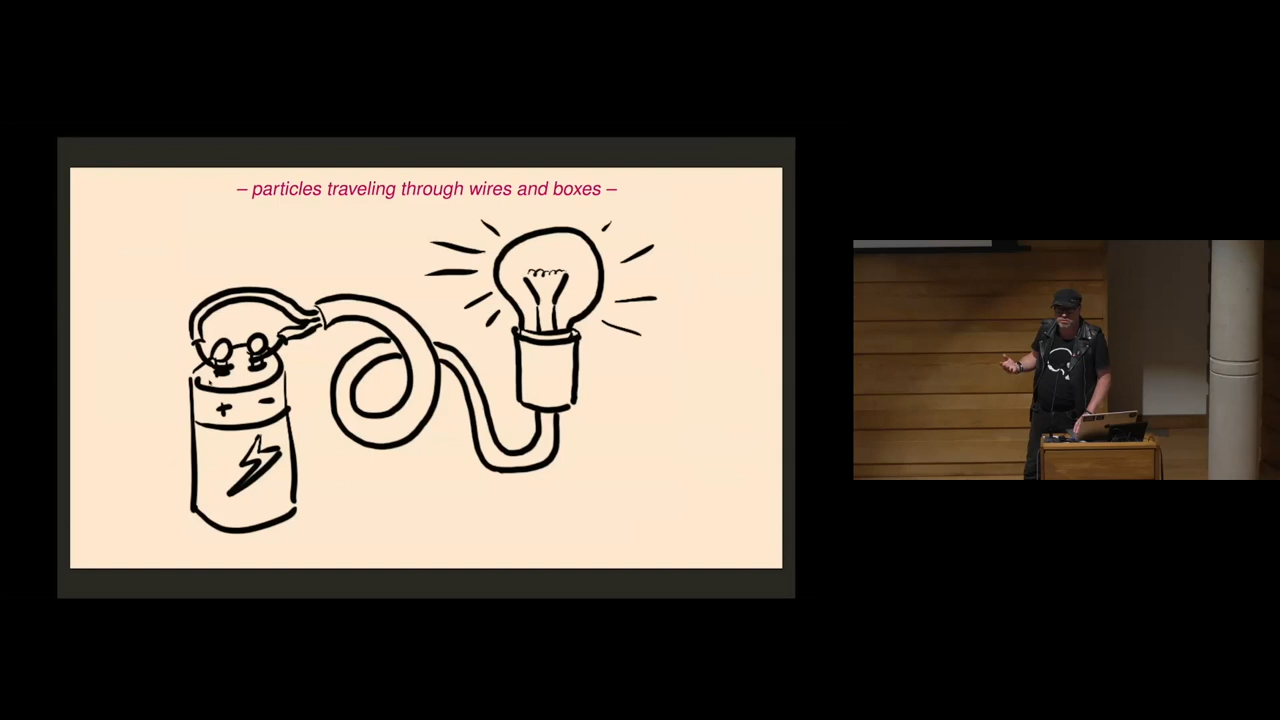 – particles traveling through wires and boxes –
+ -